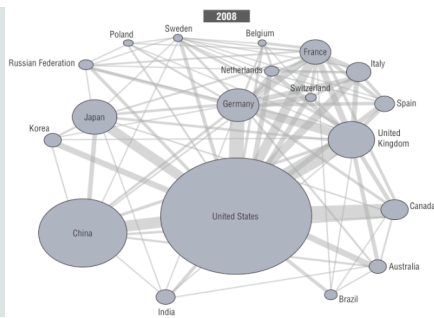 2008
Poland
Sweden
Belgium
France
Russian Federation
Netherlands
Italy
Switzerland
Germany
Spain
Japan
Korea
United
Kingdom
United States
Canada
China
Australia
Brazil
India